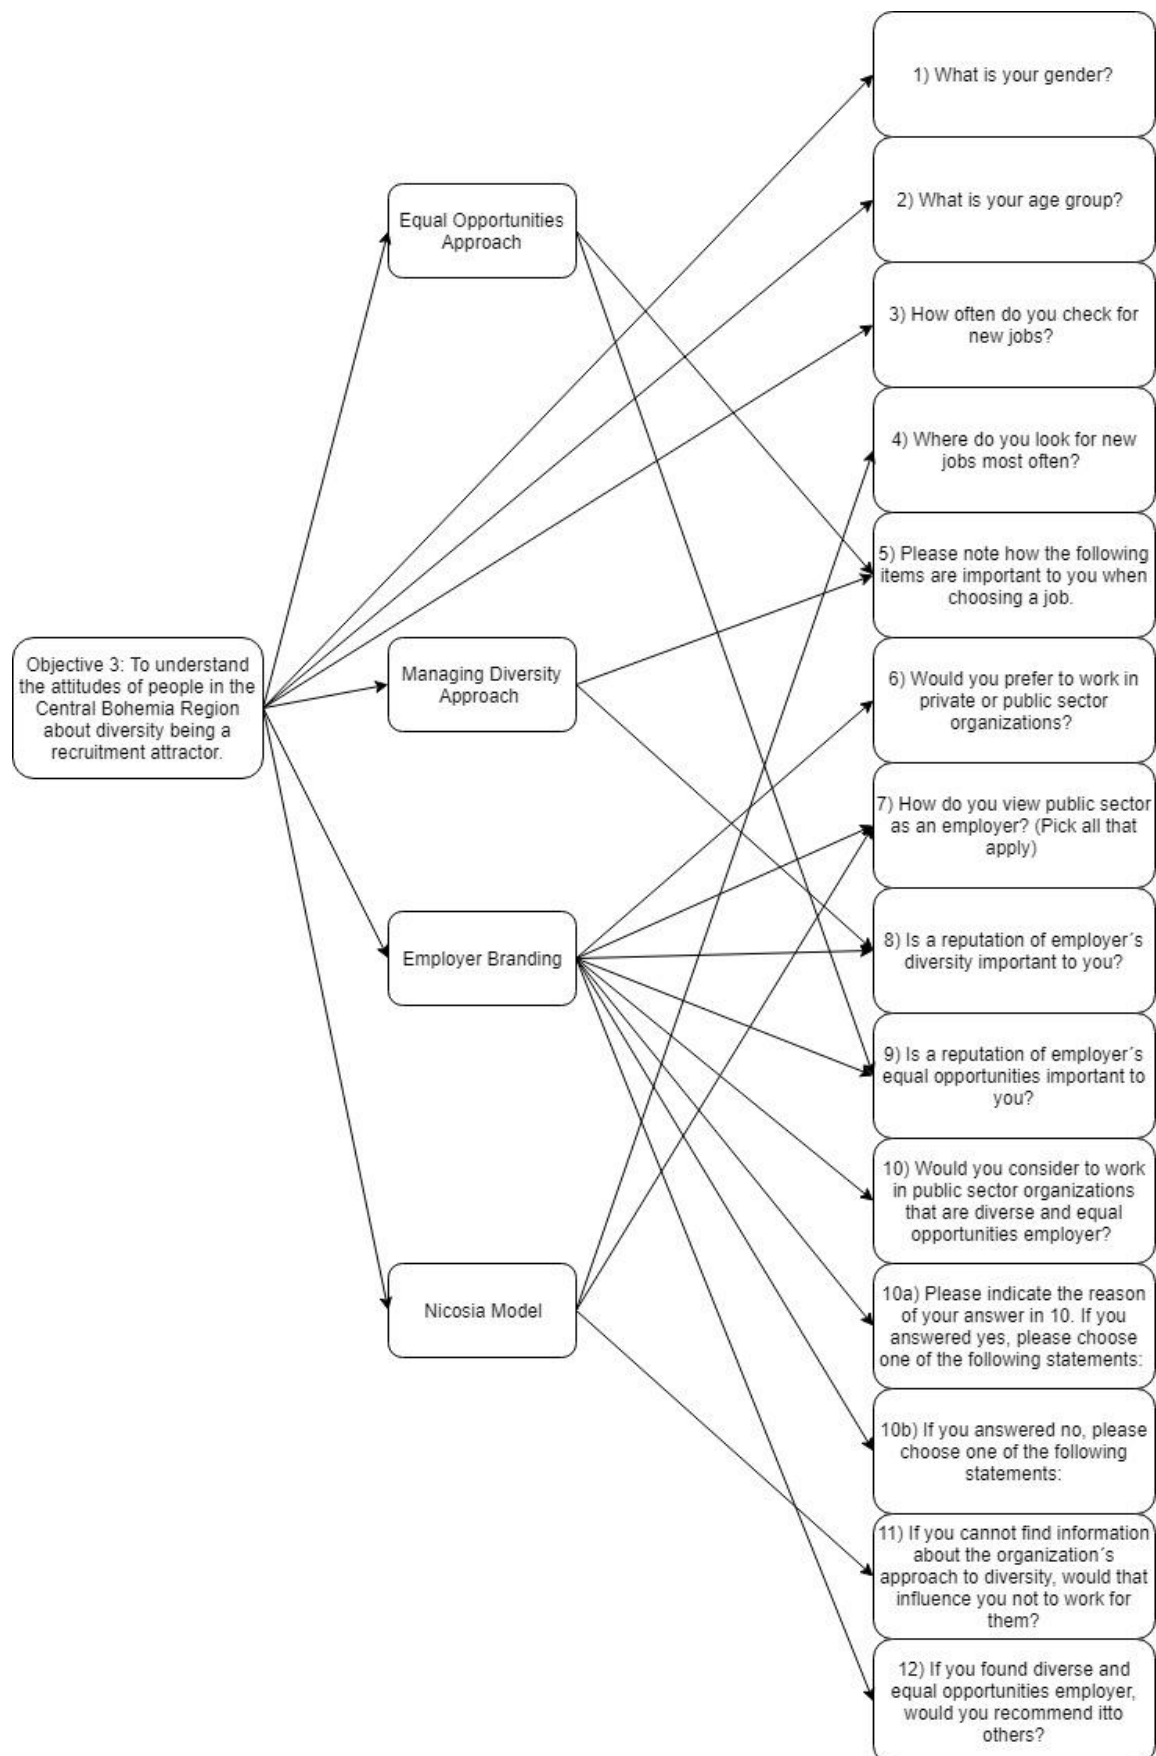 Objective 3: To understand
the attitudes of people in the
Central Bohemia Region
about diversity being a
recruitment attractor.
Equal Opportunities
Approach
Managing Diversity
Approach
Employer Branding
Nicosia Model
1) What is your gender?
2) What is your age group?
3) How often do you check for
new jobs?
4) Where do you look for new
jobs most often?
5) Please note how the following
items are important to you when
choosing a job.
6) Would you prefer to work in
private or public sector
organizations?
7) How do you view public sector
as an employer? (Pick all that
apply)
8) Is a reputation of employer´s
diversity important to you?
9) Is a reputation of employer´s
equal opportunities important to
you?
10) Would you consider to work
in public sector organizations
that are diverse and equal
opportunities employer?
10a) Please indicate the reason
of your answer in 10. If you
answered yes, please choose
one of the following statements:
10b) If you answered no, please
choose one of the following
statements:
11) If you cannot find information
about the organization´s
approach to diversity, would that
influence you not to work for
them?
12) If you found diverse and
equal opportunities employer,
would you recommend itto
others?